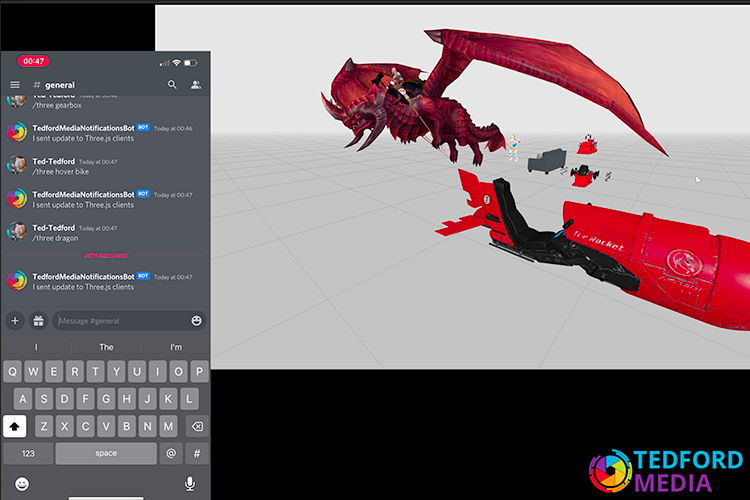 00:47
# general
Ted-Tedford Today at 00:46
/three gearbox
TedfordMediaNotificationsBot BOT Today at 00:46
I sent update to Three.js clients
Ted-Tedford Today at 00:47
/three hover bike
TedfordMediaNotificationsBot BOT Today at 00:47
I sent update to Three.js clients
Ted-Tedford Today at 00:47
/three dragon
NEW MESSAGES
TedfordMediaNotificationsBot BOT Today at 00:47
I sent update to Three.js clients
Message #general
I The I'm
Q W E R T Y U I O P
A S D F G H J K L
Z X C V B N M
123 space @ #
7
Ice Rocket
TEDFORD
MEDIA